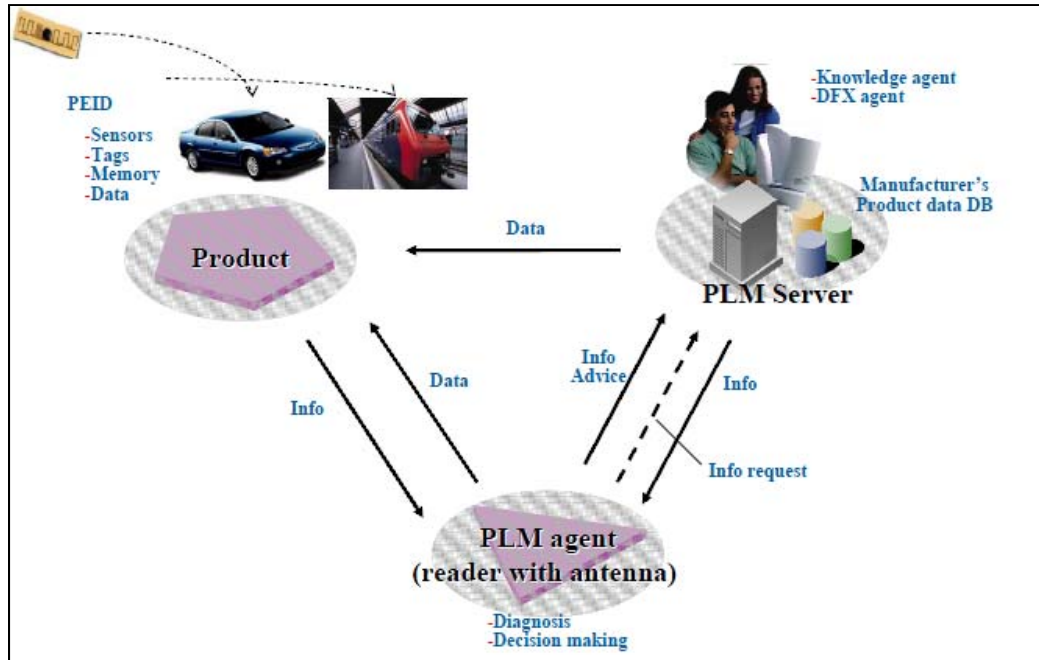 PEID
-Sensors
-Tags
-Memory
-Data
-Knowledge agent
-DFX agent
Manufacturer's
Product data DB
Product
Data
PLM Server
Info
Data
Info
Advice
Info
Info request
PLM agent
(reader with antenna)
-Diagnosis
-Decision making